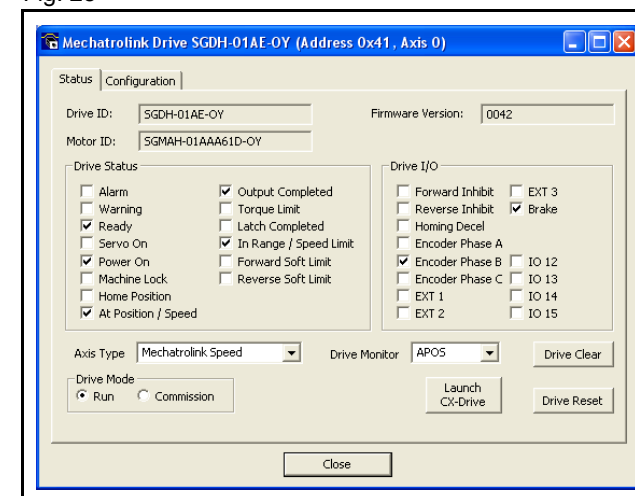 Mechatrolink Drive SGDH-01AE-OY (Address 0x41, Axis 0)
Status Configuration
Drive ID: SGDH-01AE-OY Firmware Version: 0042
Motor ID: SGMAH-01AAA61D-OY
Drive Status
Alarm
Warning
Ready
Servo On
Power On
Machine Lock
Home Position
At Position / Speed
Output Completed
Torque Limit
Latch Completed
In Range / Speed Limit
Forward Soft Limit
Reverse Soft Limit
Drive I/O
Forward Inhibit
Reverse Inhibit
Homing Decel
Encoder Phase A
Encoder Phase B
Encoder Phase C
EXT 1
EXT 2
EXT 3
Brake
IO 12
IO 13
IO 14
IO 15
Axis Type Mechatrolink Speed Drive Monitor APOS Drive Clear
Drive Mode
Run Commission
Launch
CX-Drive
Drive Reset
Close